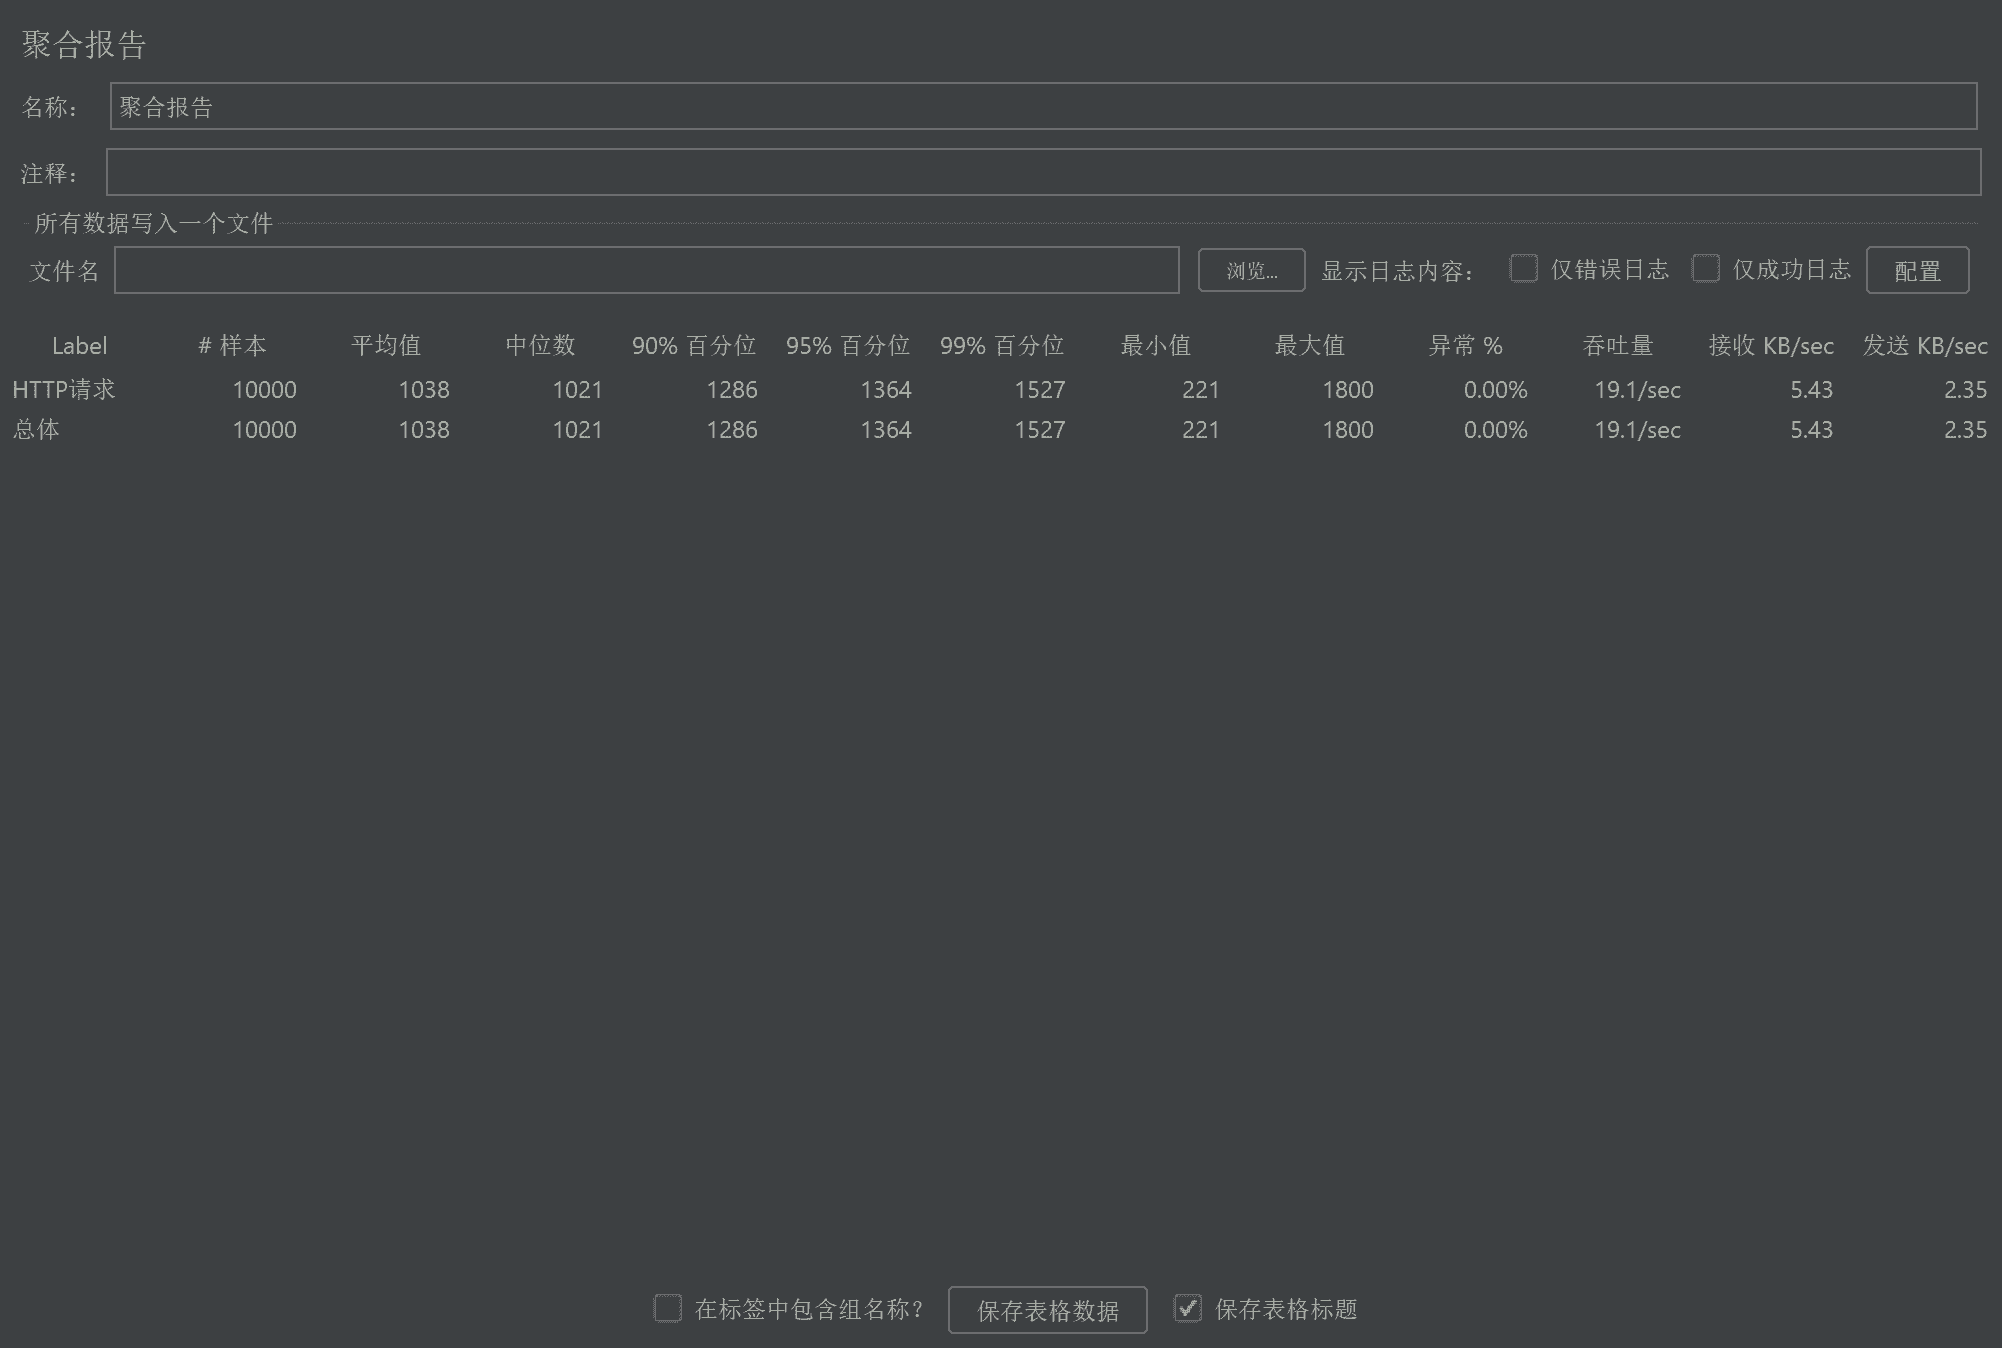 聚合报告
名称： 聚合报告
注释：
所有数据写入一个文件
文件名 浏览... 显示日志内容： 仅错误日志 仅成功日志 配置
Label # 样本 平均值 中位数 90% 百分位 95% 百分位 99% 百分位 最小值 最大值 异常 % 吞吐量 接收 KB/sec 发送 KB/sec
HTTP请求 10000 1038 1021 1286 1364 1527 221 1800 0.00% 19.1/sec 5.43 2.35
总体 10000 1038 1021 1286 1364 1527 221 1800 0.00% 19.1/sec 5.43 2.35
在标签中包含组名称？ 保存表格数据 保存表格标题